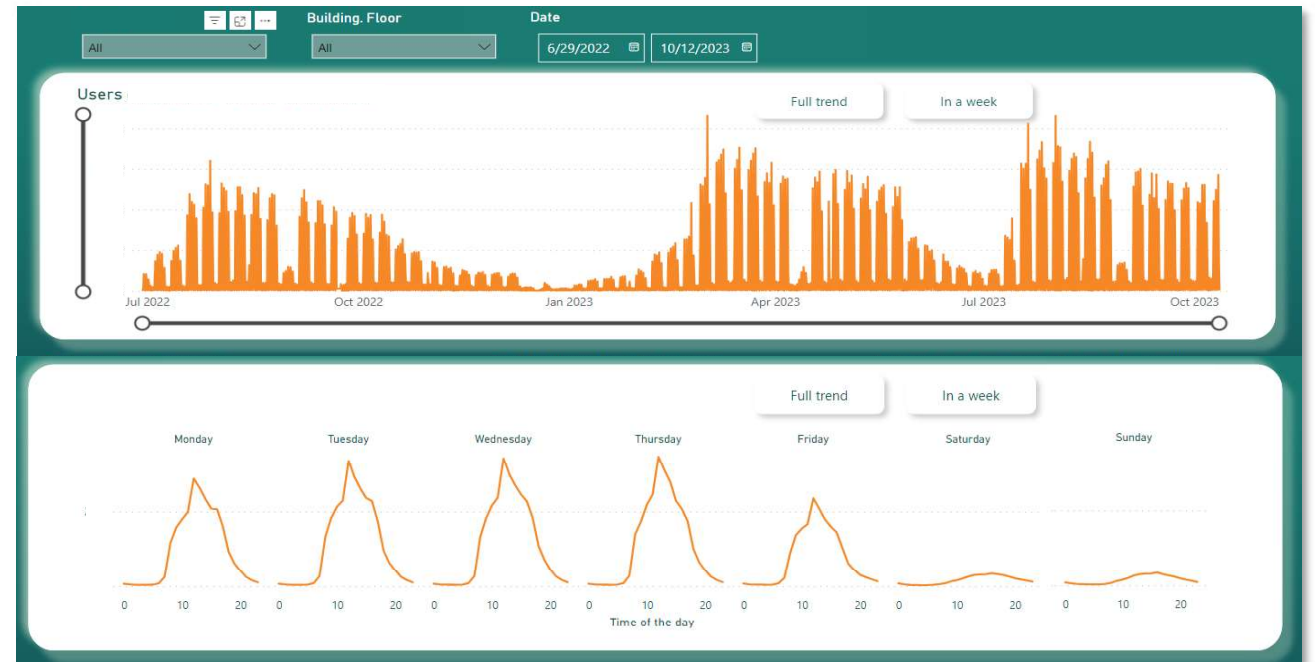 Building, Floor
Date
All
All
6/29/2022
10/12/2023
Users
Full trend
In a week
Jul 2022
Oct 2022
Jan 2023
Apr 2023
Jul 2023
Oct 2023
Full trend
In a week
Monday
Tuesday
Wednesday
Thursday
Friday
Saturday
Sunday
0 10 20 0 10 20 0 10 20 0 10 20 0 10 20 0 10 20 0 10 20
Time of the day